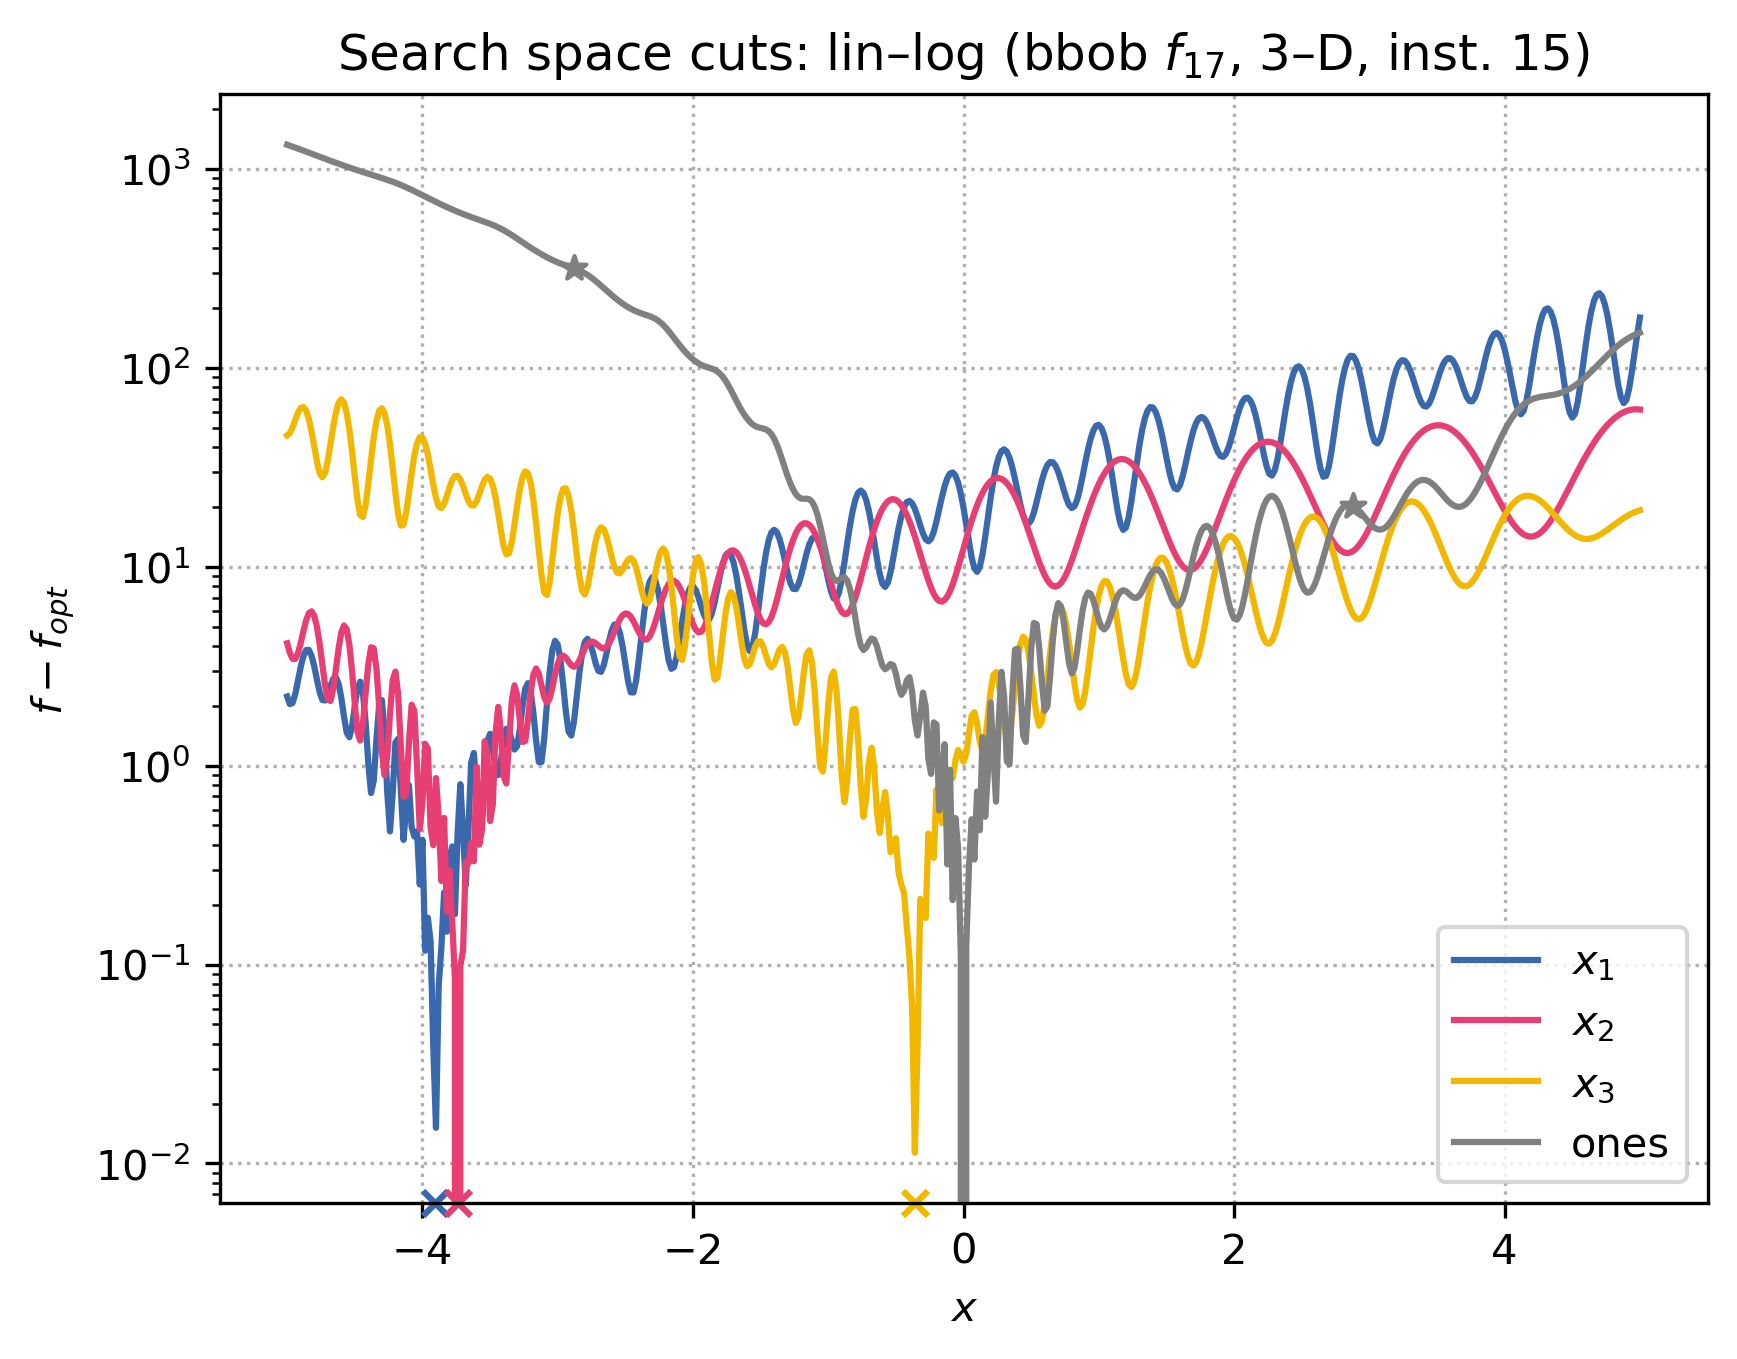 Search space cuts: lin–log (bbob f₁₇, 3–D, inst. 15)
10³
10²
10¹
10⁰
10⁻¹
10⁻²
f − fₒₚₜ
−4 −2 0 2 4
x
x₁
x₂
x₃
ones